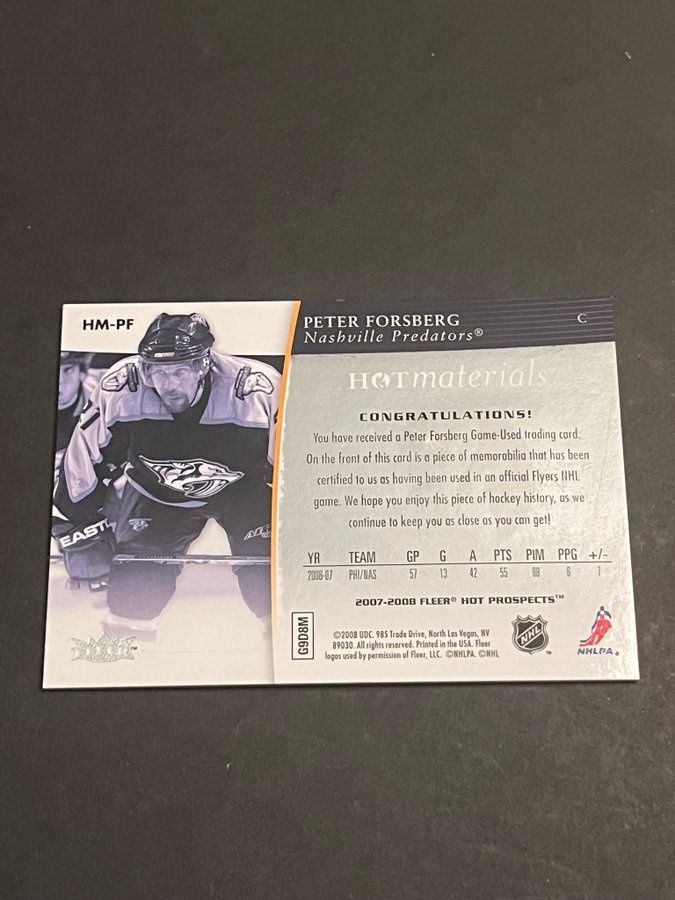 HM-PF
PETER FORSBERG
C
Nashville Predators®
HOTmaterials
CONGRATULATIONS!
You have received a Peter Forsberg Game-Used trading card.
On the front of this card is a piece of memorabilia that has been
certified to us as having been used in an official Flyers NHL
game. We hope you enjoy this piece of hockey history, as we
continue to keep you as close as you can get!
YR TEAM GP G A PTS PIM PPG +/-
2006-07 PHI/NAS 57 13 42 55 88 6 7
2007-2008 FLEER® HOT PROSPECTS™
G9D8M
©2008 UDC. 985 Trade Drive, North Las Vegas, NV
89030. All rights reserved. Printed in the USA. Fleer
logos used by permission of Fleer, LLC. ©NHLPA. ©NHL
NHL
™
NHLPA®
EAST